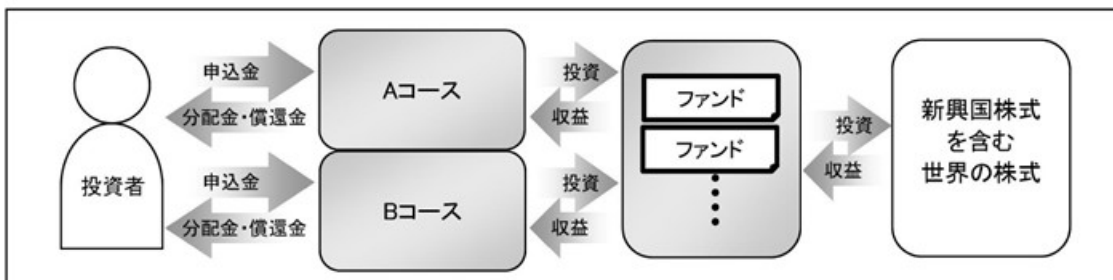 投資者
申込金
分配金・償還金
申込金
分配金・償還金
Aコース
Bコース
投資
収益
投資
収益
ファンド
ファンド
投資
収益
新興国株式
を含む
世界の株式